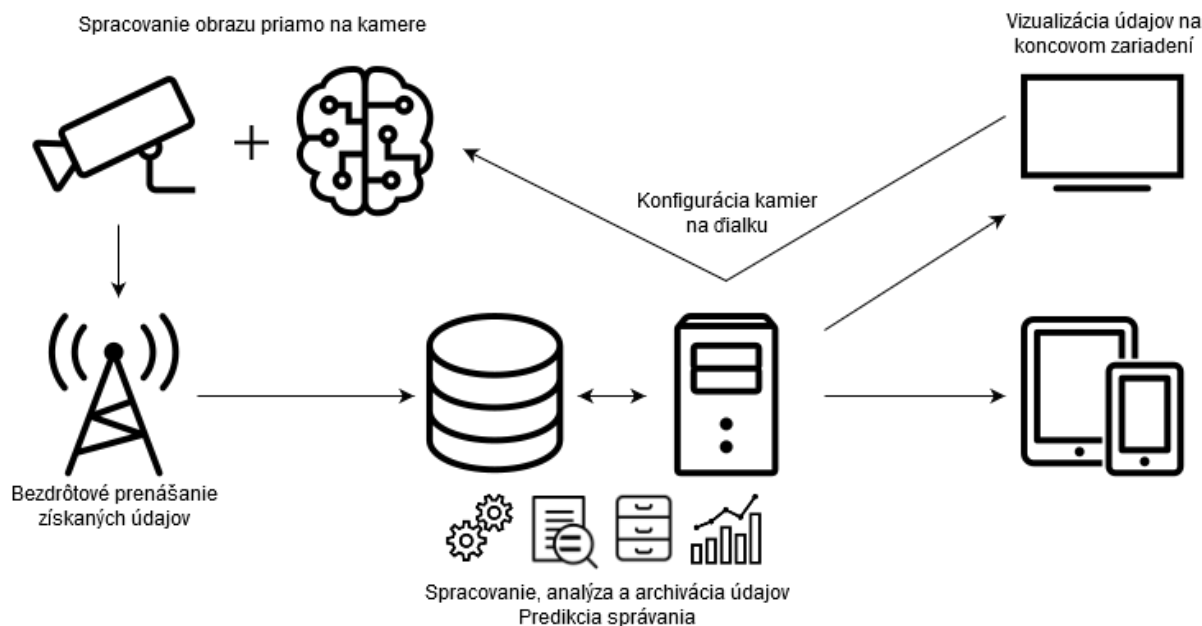 Spracovanie obrazu priamo na kamere
Vizualizácia údajov na
koncovom zariadení
Konfigurácia kamier
na ďialku
Bezdrôtové prenášanie
získaných údajov
Spracovanie, analýza a archivácia údajov
Predikcia správania